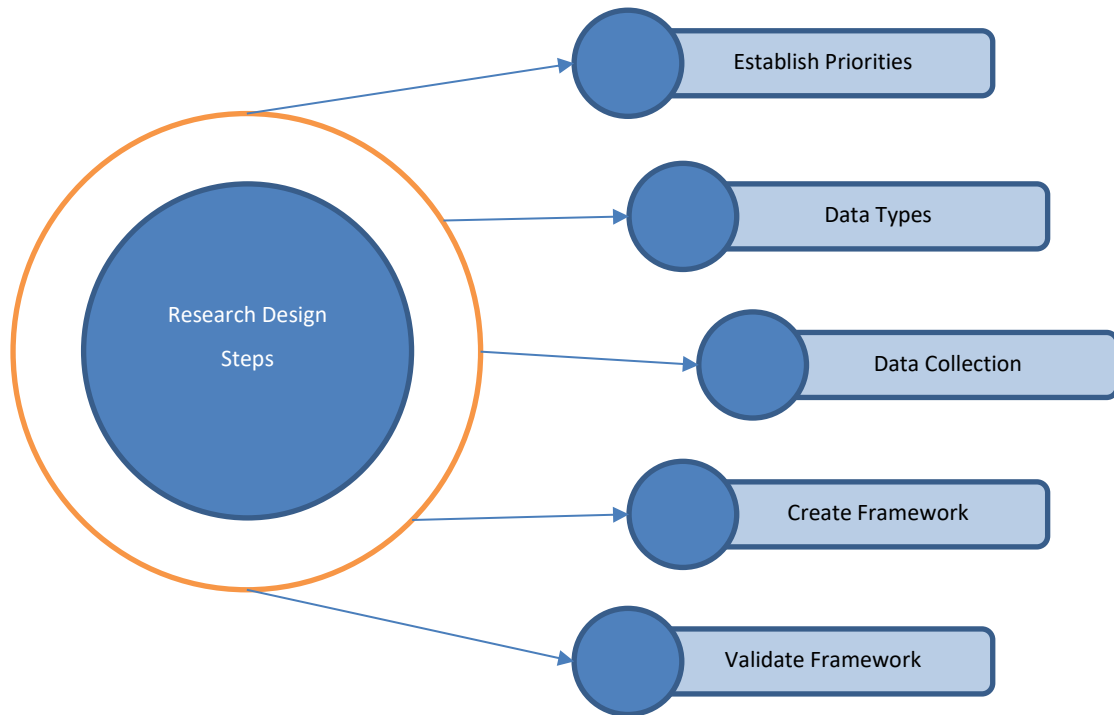 Research Design
Steps
Establish Priorities
Data Types
Data Collection
Create Framework
Validate Framework